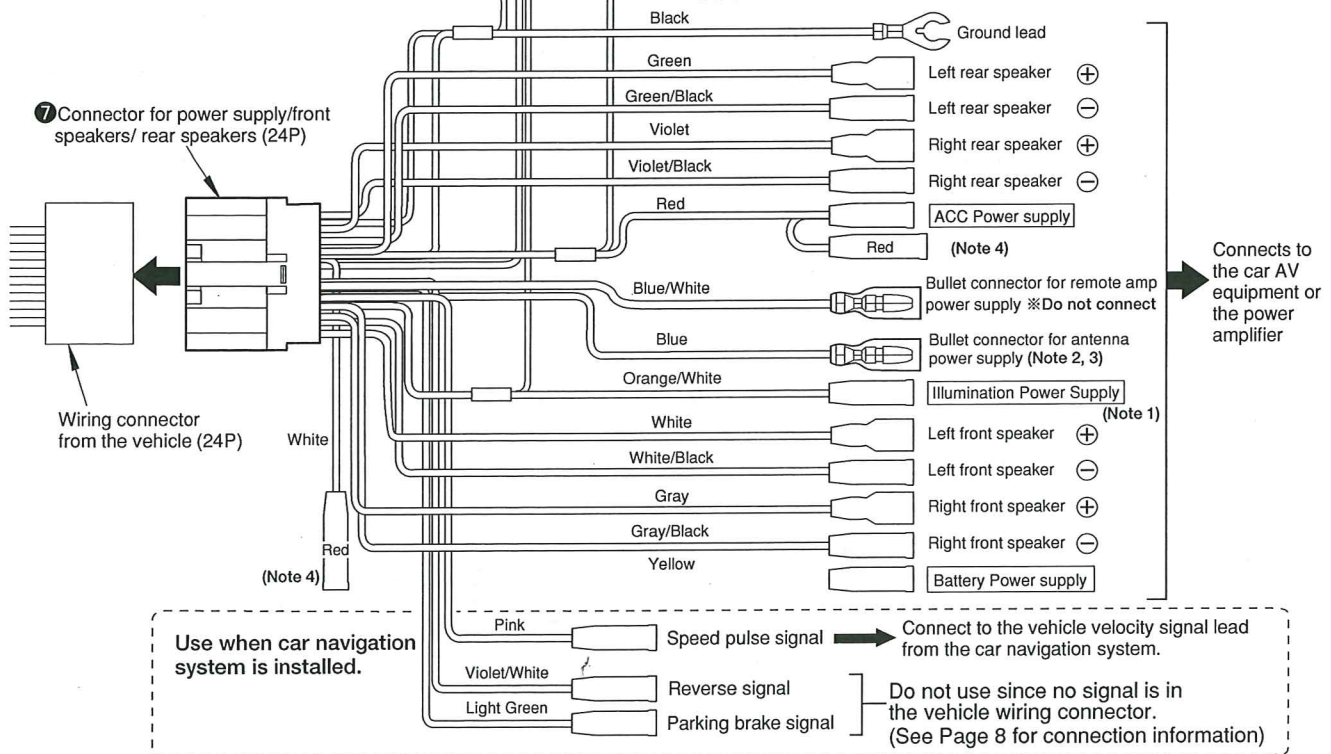 Black
Ground lead
Green
Left rear speaker ⊕
Green/Black
Left rear speaker ⊖
❼Connector for power supply/front
speakers/ rear speakers (24P)
Violet
Right rear speaker ⊕
Violet/Black
Right rear speaker ⊖
Red
ACC Power supply
Red
(Note 4)
Connects to
the car AV
equipment or
the power
amplifier
Blue/White
Bullet connector for remote amp
power supply ※Do not connect
Blue
Bullet connector for antenna
power supply (Note 2, 3)
Orange/White
Illumination Power Supply
(Note 1)
Wiring connector
from the vehicle (24P)
White
White
Left front speaker ⊕
White/Black
Left front speaker ⊖
Gray
Right front speaker ⊕
Gray/Black
Right front speaker ⊖
Red
(Note 4)
Yellow
Battery Power supply
Use when car navigation
system is installed.
Pink
Speed pulse signal
Connect to the vehicle velocity signal lead
from the car navigation system.
Violet/White
Reverse signal
Light Green
Parking brake signal
Do not use since no signal is in
the vehicle wiring connector.
(See Page 8 for connection information)